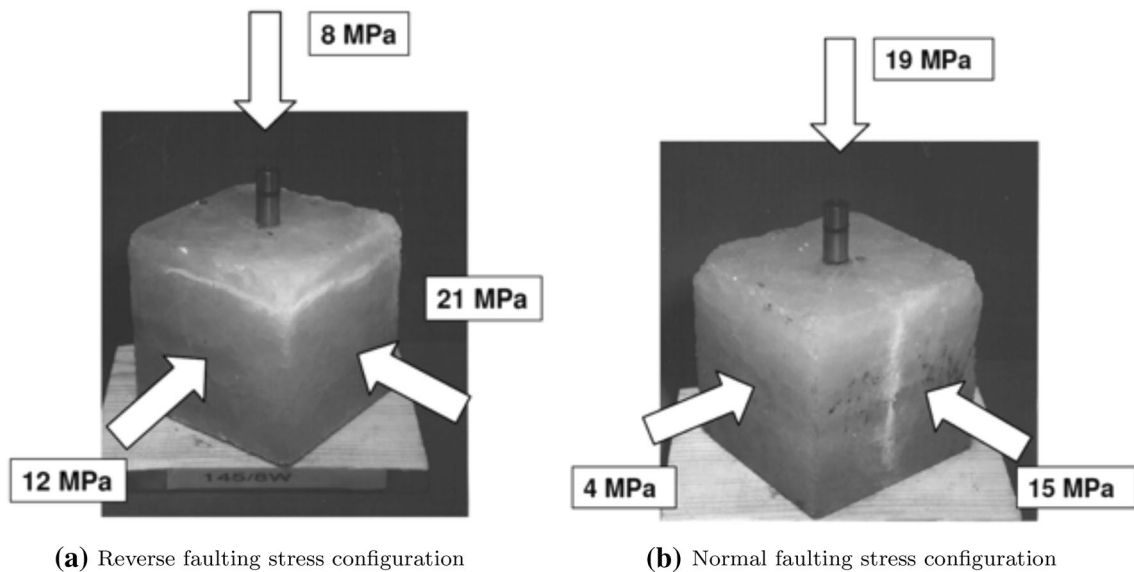 8 MPa
21 MPa
12 MPa
145/8W
(a) Reverse faulting stress configuration
19 MPa
4 MPa
15 MPa
(b) Normal faulting stress configuration